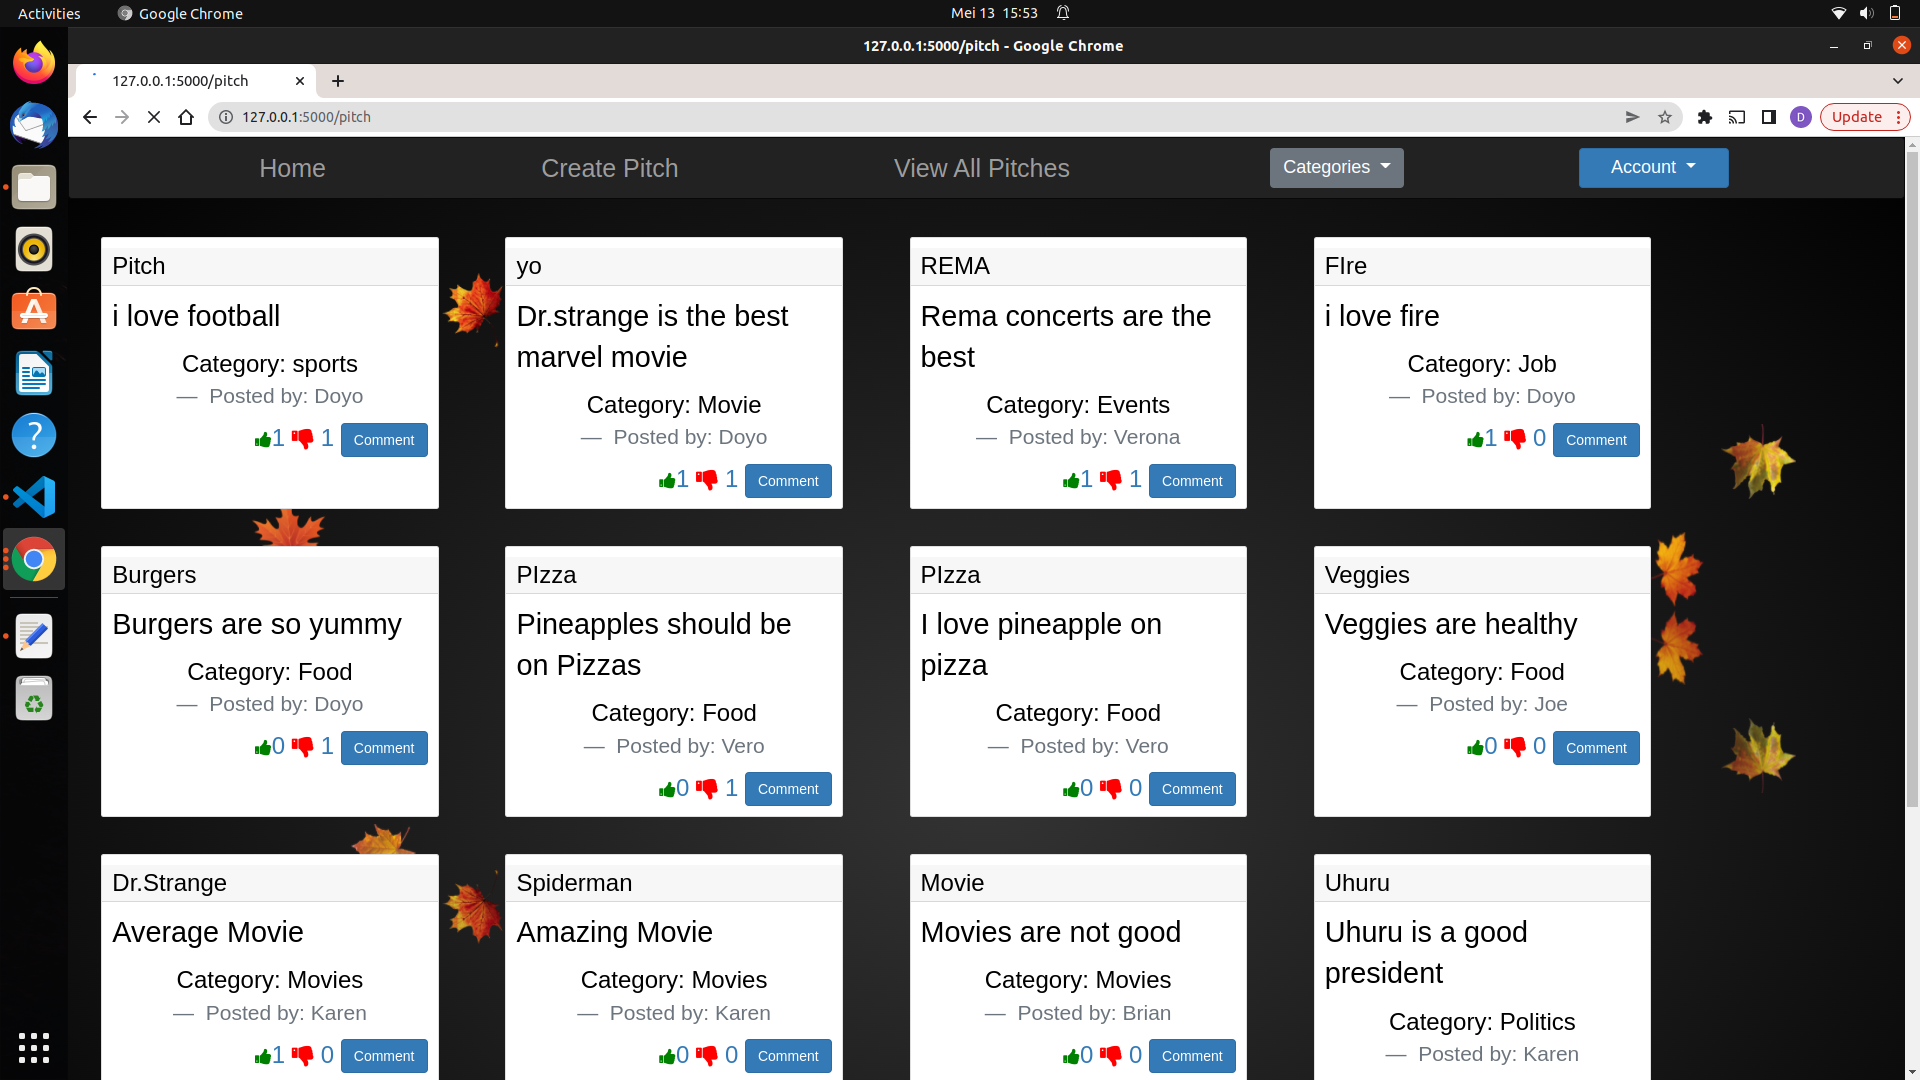 Activities
Google Chrome
Mei 13 15:53
127.0.0.1:5000/pitch - Google Chrome
127.0.0.1:5000/pitch
127.0.0.1:5000/pitch
D
Update
Home
Create Pitch
View All Pitches
Categories
Account
Pitch
i love football
Category: sports
— Posted by: Doyo
1 1 Comment
yo
Dr.strange is the best
marvel movie
Category: Movie
— Posted by: Doyo
1 1 Comment
REMA
Rema concerts are the
best
Category: Events
— Posted by: Verona
1 1 Comment
FIre
i love fire
Category: Job
— Posted by: Doyo
1 0 Comment
Burgers
Burgers are so yummy
Category: Food
— Posted by: Doyo
0 1 Comment
PIzza
Pineapples should be
on Pizzas
Category: Food
— Posted by: Vero
0 1 Comment
PIzza
I love pineapple on
pizza
Category: Food
— Posted by: Vero
0 0 Comment
Veggies
Veggies are healthy
Category: Food
— Posted by: Joe
0 0 Comment
Dr.Strange
Average Movie
Category: Movies
— Posted by: Karen
1 0 Comment
Spiderman
Amazing Movie
Category: Movies
— Posted by: Karen
0 0 Comment
Movie
Movies are not good
Category: Movies
— Posted by: Brian
0 0 Comment
Uhuru
Uhuru is a good
president
Category: Politics
— Posted by: Karen